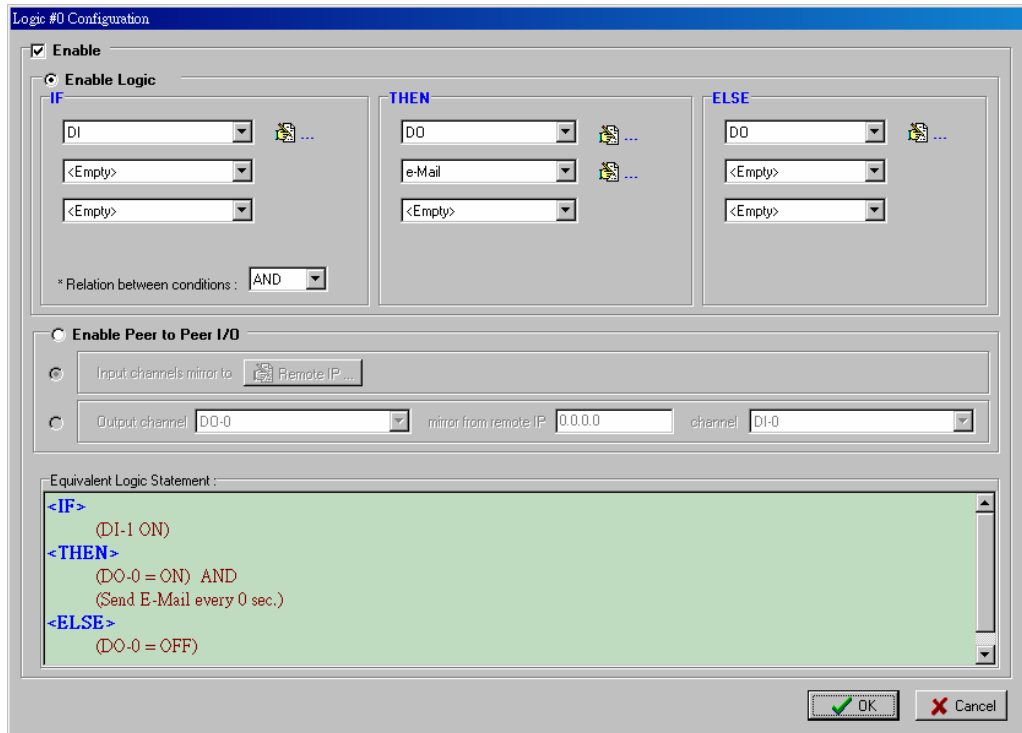 Logic #0 Configuration
Enable
Enable Logic
IF
THEN
ELSE
DI
...
DO
...
DO
...
<Empty>
e-Mail
...
<Empty>
<Empty>
<Empty>
<Empty>
* Relation between conditions :
AND
Enable Peer to Peer I/O
Input channels mirror to
Remote IP ...
Output channel
DO-0
mirror from remote IP
0.0.0.0
channel
DI-0
Equivalent Logic Statement :
<IF>
(DI-1 ON)
<THEN>
(DO-0 = ON) AND
(Send E-Mail every 0 sec.)
<ELSE>
(DO-0 = OFF)
OK
Cancel